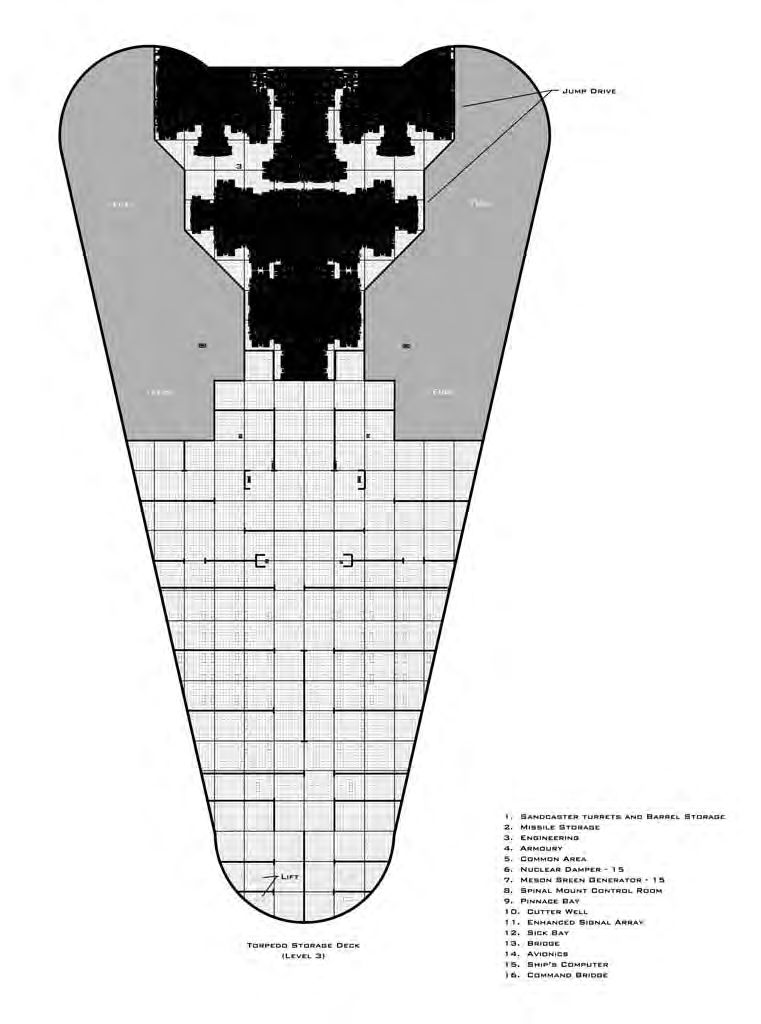 Jump Drive
3
Fuel
Fuel
Lift
Torpedo Storage Deck
(Level 3)
1. Sandcaster turrets and Barrel Storage
2. Missile Storage
3. Engineering
4. Armoury
5. Common Area
6. Nuclear Damper - 15
7. Meson Sreen Generator - 15
8. Spinal Mount Control Room
9. Pinnace Bay
10. Cutter Well
11. Enhanced Signal Array
12. Sick Bay
13. Bridge
14. Avionics
15. Ship's Computer
16. Command Bridge